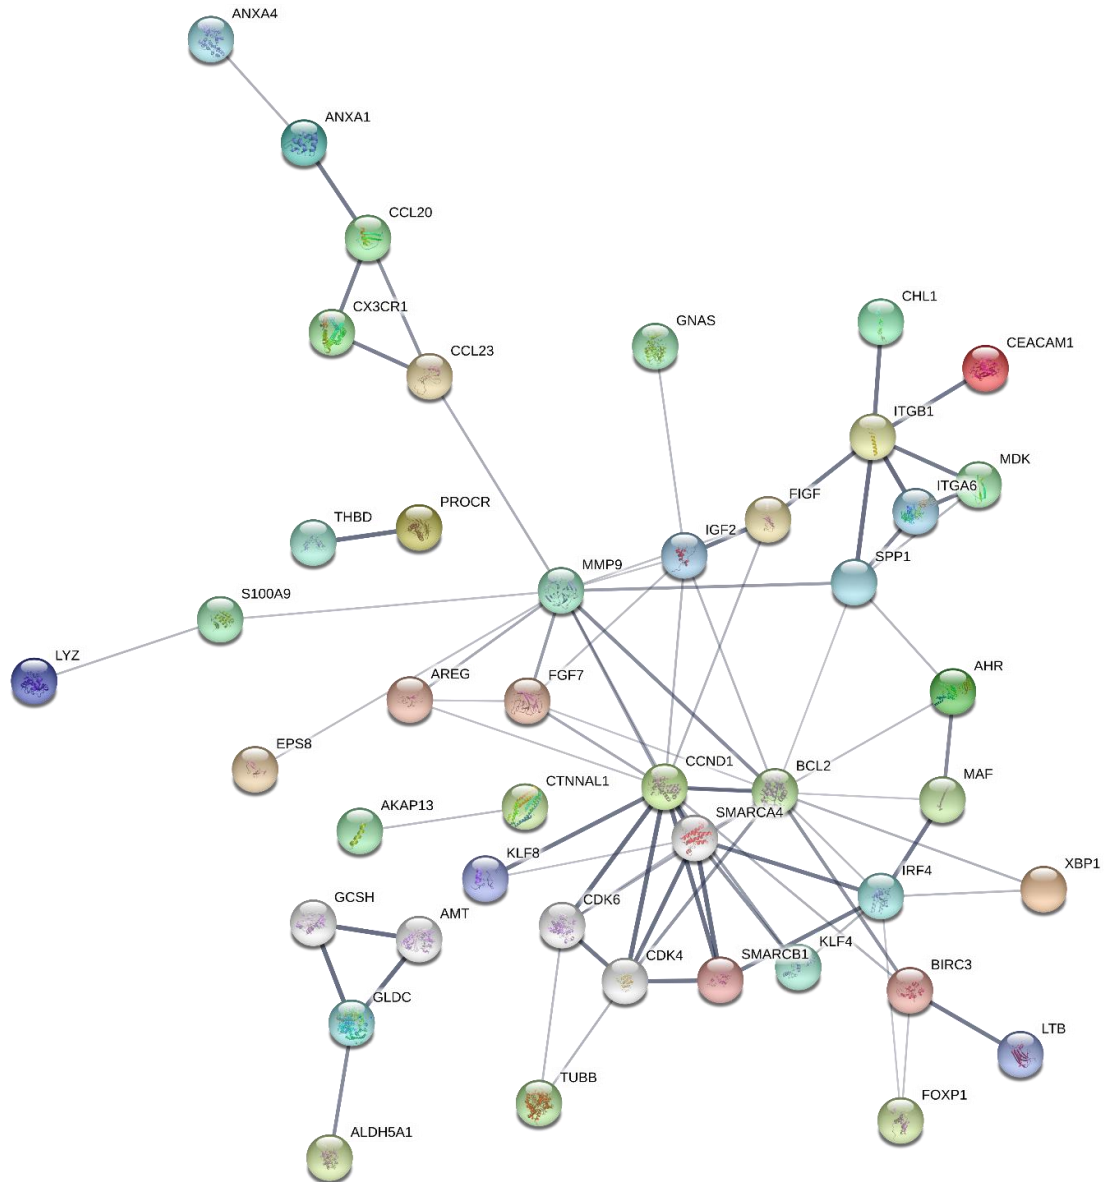 ANXA4
ANXA1
CCL20
CX3CR1
CHL1
GNAS
CCL23
CEACAM1
ITGB1
MDK
ITGA6
FIGF
PROCR
THBD
IGF2
SPP1
MMP9
S100A9
LYZ
AHR
AREG
FGF7
EPS8
CCND1
BCL2
MAF
CTNNAL1
SMARCA4
AKAP13
KLF8
XBP1
IRF4
GCSH
CDK6
AMT
KLF4
CDK4
SMARCB1
BIRC3
GLDC
LTB
TUBB
FOXP1
ALDH5A1